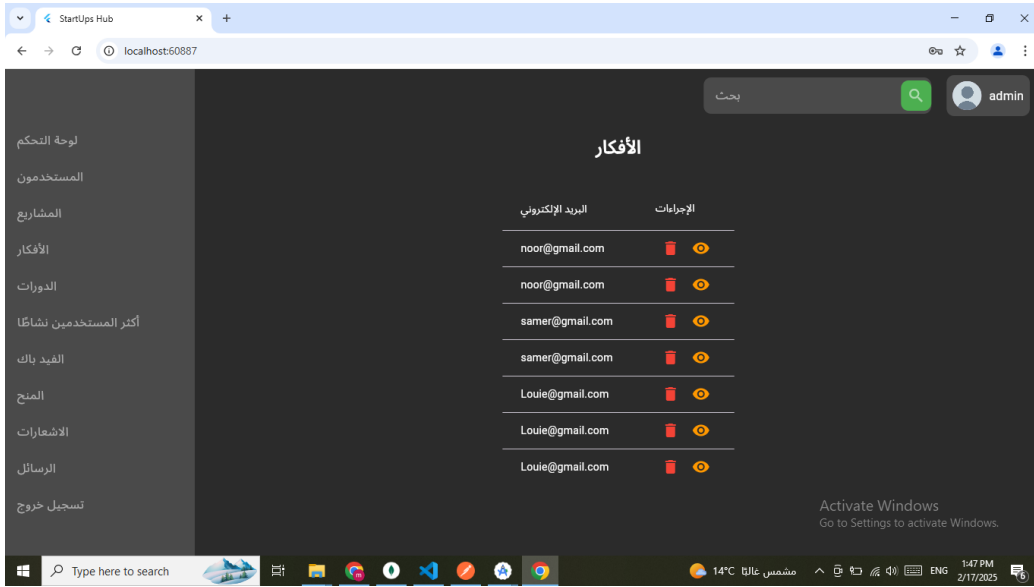 StartUps Hub
localhost:60887
بحث
admin
لوحة التحكم
المستخدمون
المشاريع
الأفكار
الدورات
أكثر المستخدمين نشاطًا
الفيد باك
المنح
الاشعارات
الرسائل
تسجيل خروج
الأفكار
البريد الإلكتروني الإجراءات
noor@gmail.com
noor@gmail.com
samer@gmail.com
samer@gmail.com
Louie@gmail.com
Louie@gmail.com
Louie@gmail.com
Activate Windows
Go to Settings to activate Windows.
Type here to search
14°C مشمس غالبًا
ENG
1:47 PM
2/17/2025